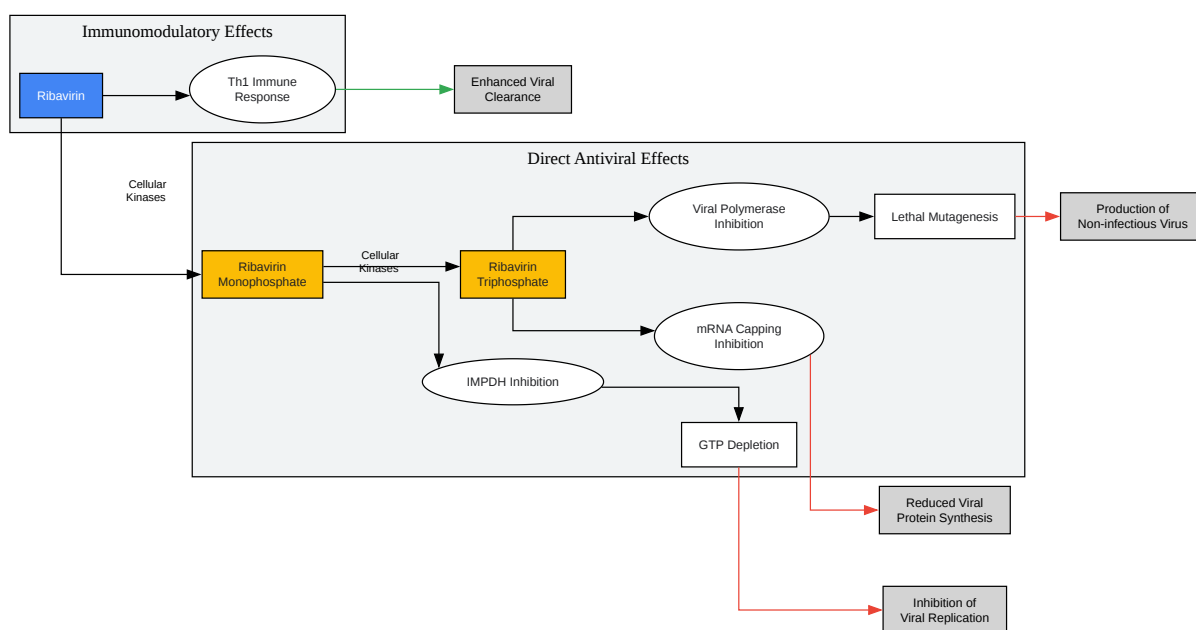 Immunomodulatory Effects
Ribavirin
Th1 Immune
Response
Enhanced Viral
Clearance
Direct Antiviral Effects
Cellular
Kinases
Viral Polymerase
Inhibition
Lethal Mutagenesis
Production of
Non-infectious Virus
Ribavirin
Monophosphate
Cellular
Kinases
Ribavirin
Triphosphate
mRNA Capping
Inhibition
IMPDH Inhibition
GTP Depletion
Reduced Viral
Protein Synthesis
Inhibition of
Viral Replication